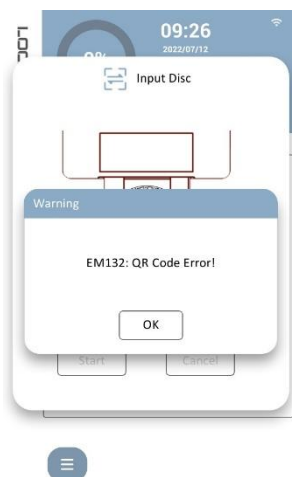 09:26
2022/07/12
Input Disc
Warning
EM132: QR Code Error!
OK
Start
Cancel